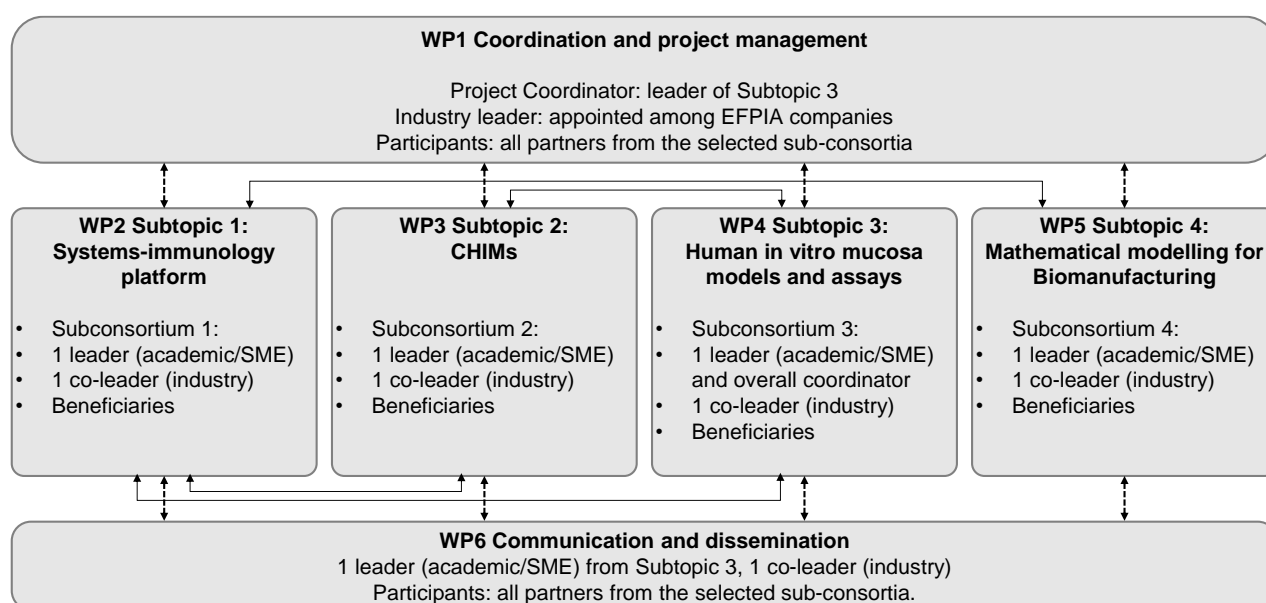 WP1 Coordination and project management
Project Coordinator: leader of Subtopic 3
Industry leader: appointed among EFPIA companies
Participants: all partners from the selected sub-consortia
WP2 Subtopic 1:
Systems-immunology
platform
• Subconsortium 1:
• 1 leader (academic/SME)
• 1 co-leader (industry)
• Beneficiaries
WP3 Subtopic 2:
CHIMs
• Subconsortium 2:
• 1 leader (academic/SME)
• 1 co-leader (industry)
• Beneficiaries
WP4 Subtopic 3:
Human in vitro mucosa
models and assays
• Subconsortium 3:
• 1 leader (academic/SME)
and overall coordinator
• 1 co-leader (industry)
• Beneficiaries
WP5 Subtopic 4:
Mathematical modelling for
Biomanufacturing
• Subconsortium 4:
• 1 leader (academic/SME)
• 1 co-leader (industry)
• Beneficiaries
WP6 Communication and dissemination
1 leader (academic/SME) from Subtopic 3, 1 co-leader (industry)
Participants: all partners from the selected sub-consortia.